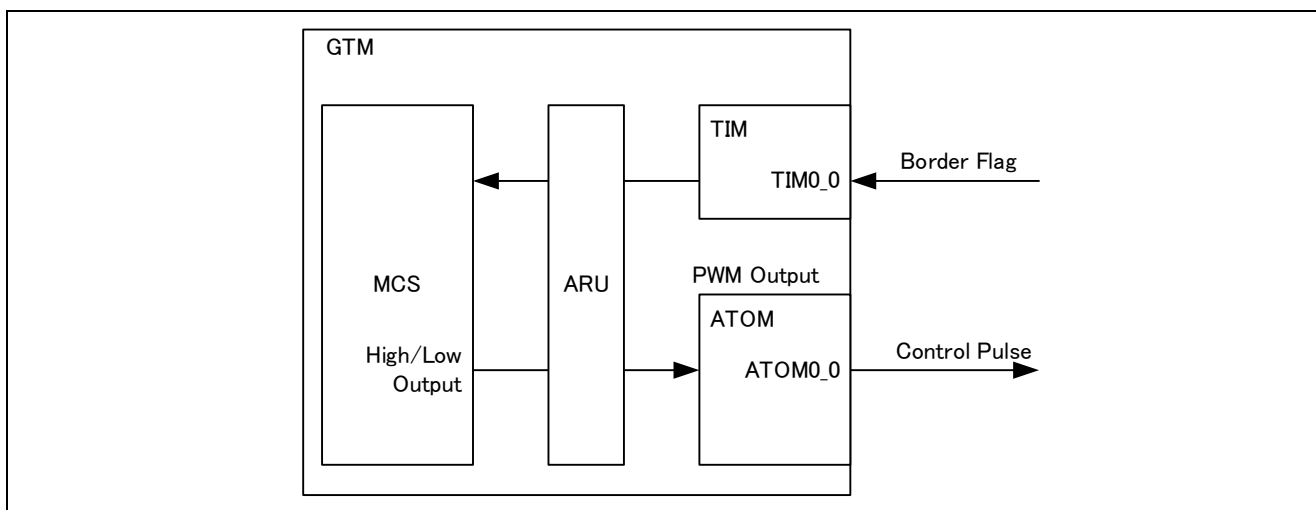 GTM
TIM
TIM0_0
Border Flag
MCS
ARU
PWM Output
ATOM
High/Low
Output
ATOM0_0
Control Pulse